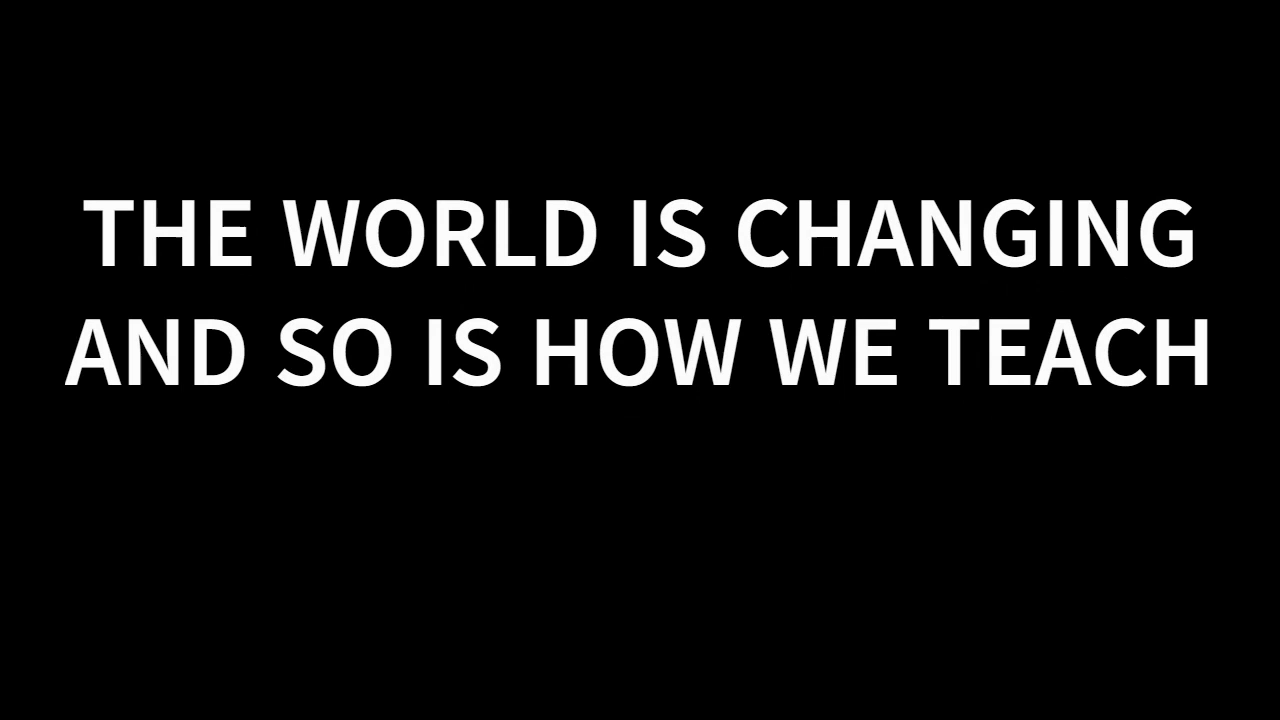 THE WORLD IS CHANGING
AND SO IS HOW WE TEACH